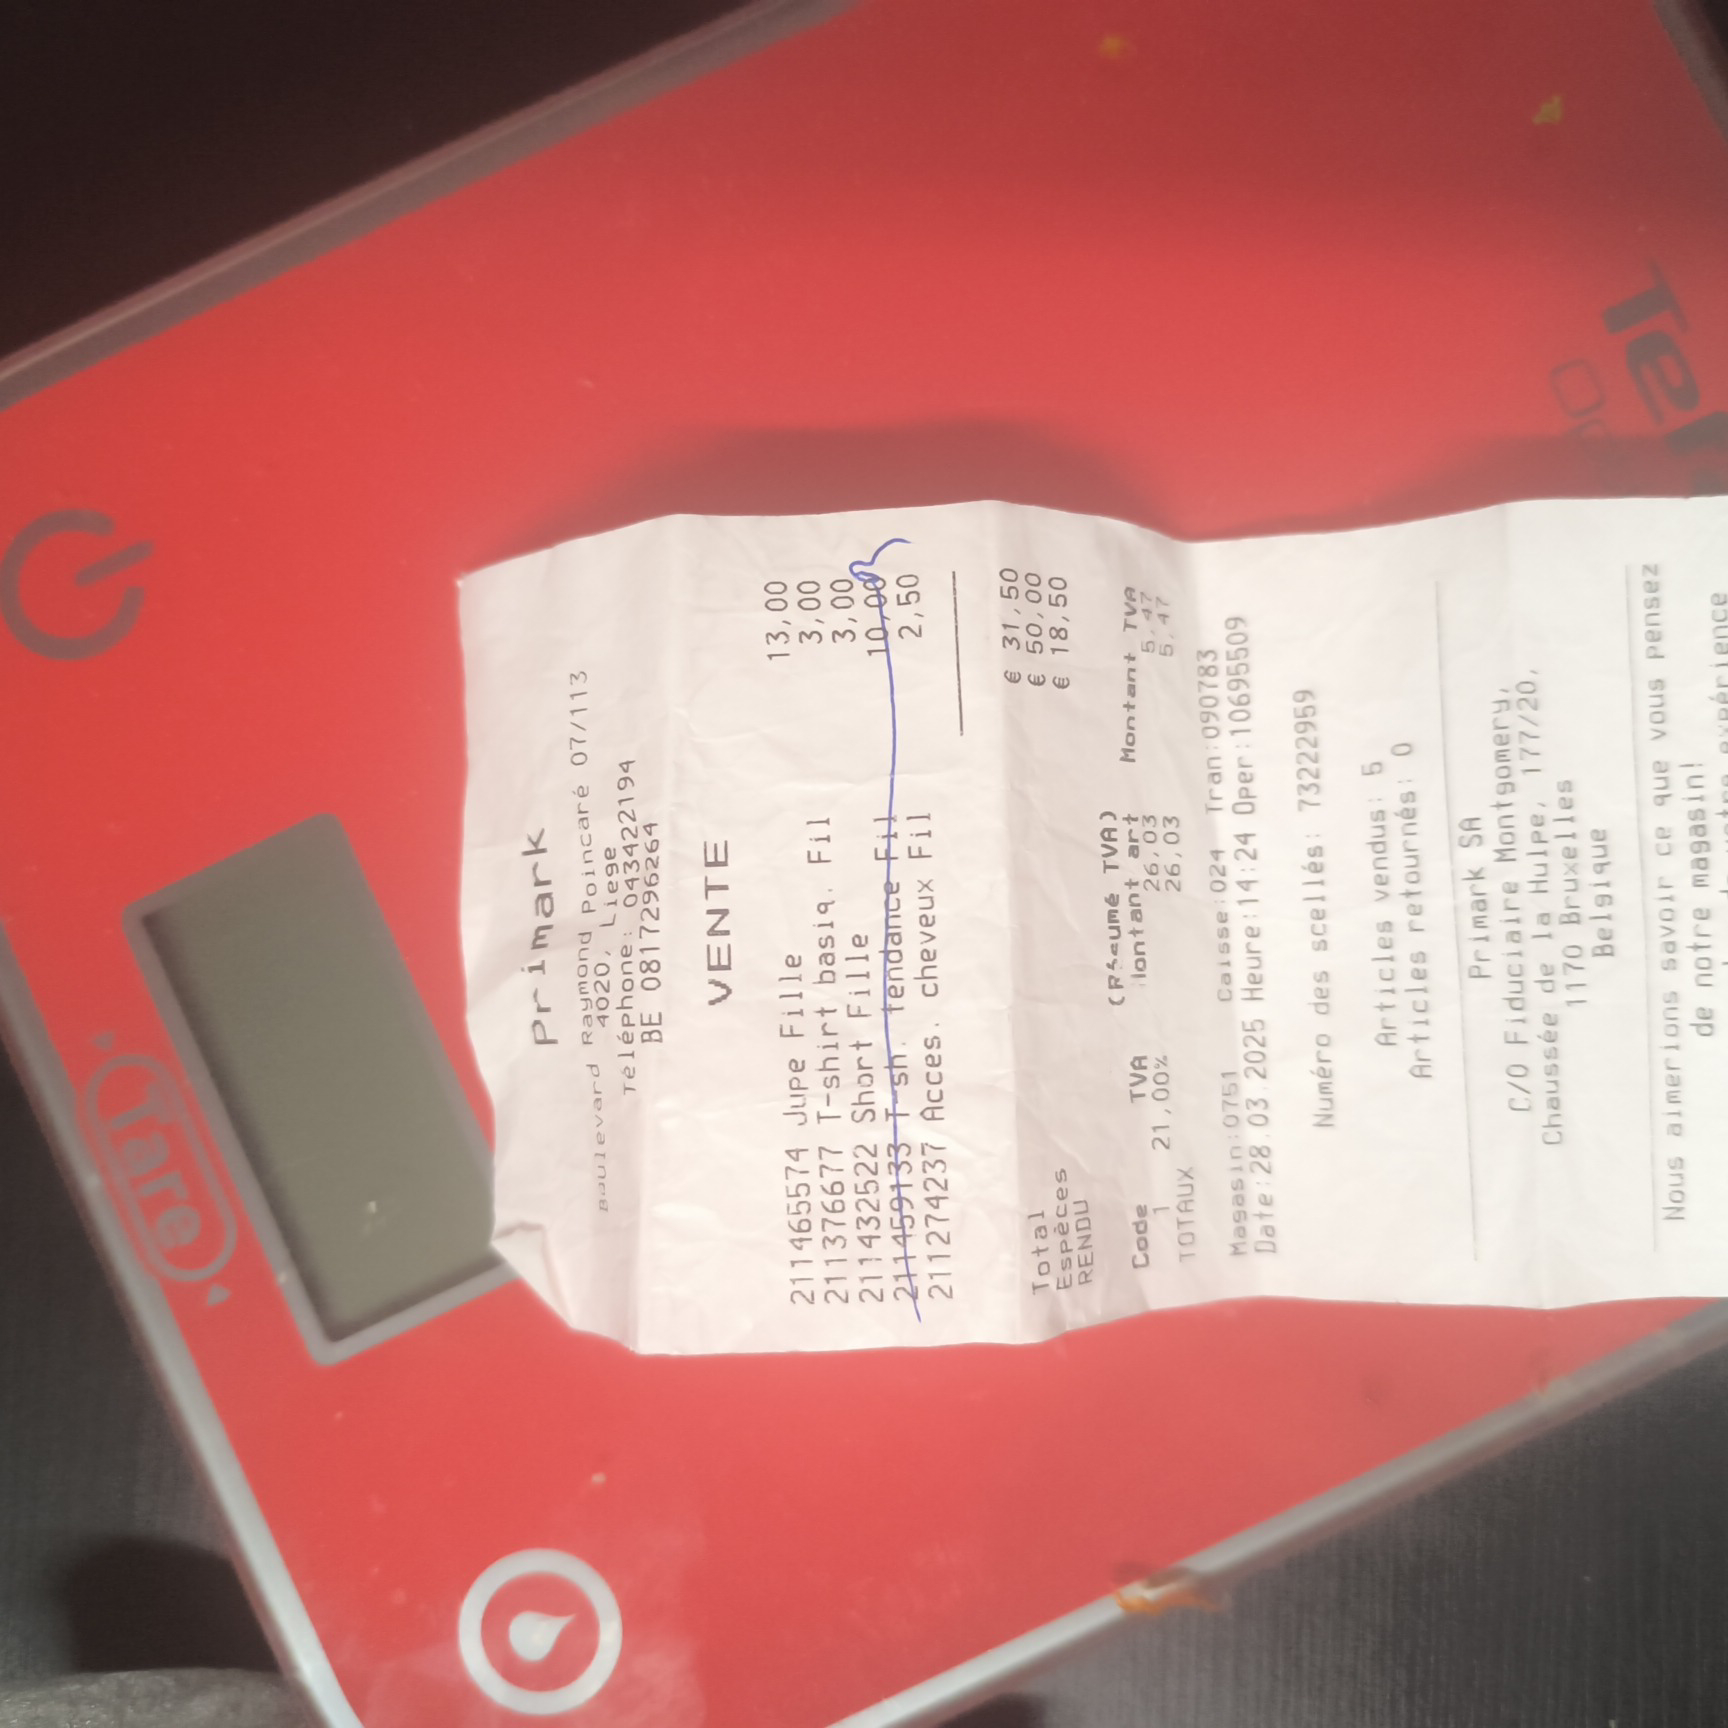 Primark
Boulevard Raymond Poincaré 07/113
4020, Liege
Téléphone: 043422194
BE 0817296264
VENTE
211465574 Jupe Fille 13,00
211376677 T-shirt basiq. Fil 3,00
211432522 Short Fille 3,00
211459133 T-sh. Tendance Fil 10,00
211274237 Acces. cheveux Fil 2,50
Total € 31,50
Espèces € 50,00
RENDU € 18,50
(Résumé TVA)
Code TVA Montant art Montant TVA
1 21,00% 26,03 5,47
TOTAUX 26,03 5,47
Magasin:0751 Caisse:024 Tran:090783
Date:28.03.2025 Heure:14:24 Oper:10695509
Numéro des scellés: 73222959
Articles vendus: 5
Articles retournés: 0
Primark SA
C/O Fiduciaire Montgomery,
Chaussée de la Hulpe, 177/20,
1170 Bruxelles
Belgique
Nous aimerions savoir ce que vous pensez
de notre magasin!
Tare